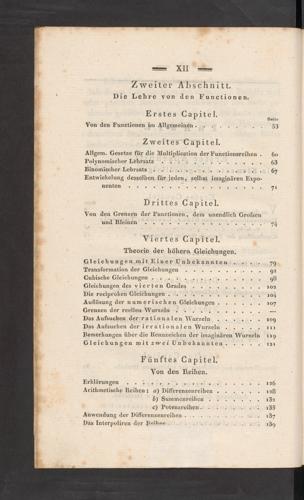 XII
Zweiter Abschnitt.
Die Lehre von den Functionen.
Erstes Capitel.
Seite
Von den Functionen im Allgemeinen . . . . . . . . 53
Zweites Capitel.
Allgem. Gesetze für die Multiplication der Functionsreihen . 60
Polynomischer Lehrsatz . . . . . . . . . . 63
Binomischer Lehrsatz . . . . . . . . . . 67
Entwickelung desselben für jeden, selbst imaginären Expo-
nenten . . . . . . . . . . . . 71
Drittes Capitel.
Von den Grenzen der Functionen, dem unendlich Großen
und Kleinen . . . . . . . . . . . 74
Viertes Capitel.
Theorie der höhern Gleichungen.
Gleichungen mit Einer Unbekannten . . . . . . 79
Transformation der Gleichungen . . . . . . . 92
Cubische Gleichungen . . . . . . . . . . 98
Gleichungen des vierten Grades . . . . . . . 102
Die reciproken Gleichungen . . . . . . . . 104
Auflösung der numerischen Gleichungen . . . . . 107
Grenzen der reellen Wurzeln . . . . . . . . —
Das Aufsuchen der rationalen Wurzeln . . . . . 109
Das Aufsuchen der irrationalen Wurzeln . . . . . 111
Bemerkungen über die Kennzeichen der imaginären Wurzeln 119
Gleichungen mit zwei Unbekannten . . . . . . 121
Fünftes Capitel.
Von den Reihen.
Erklärungen . . . . . . . . . . . . 126
Arithmetische Reihen: a) Differenzenreihen . . . . . 128
b) Summenreihen . . . . . . 131
c) Potenzreihen . . . . . . 133
Anwendung der Differenzenreihen . . . . . . . 137
Das Interpoliren der Reihen . . . . . . . . 139